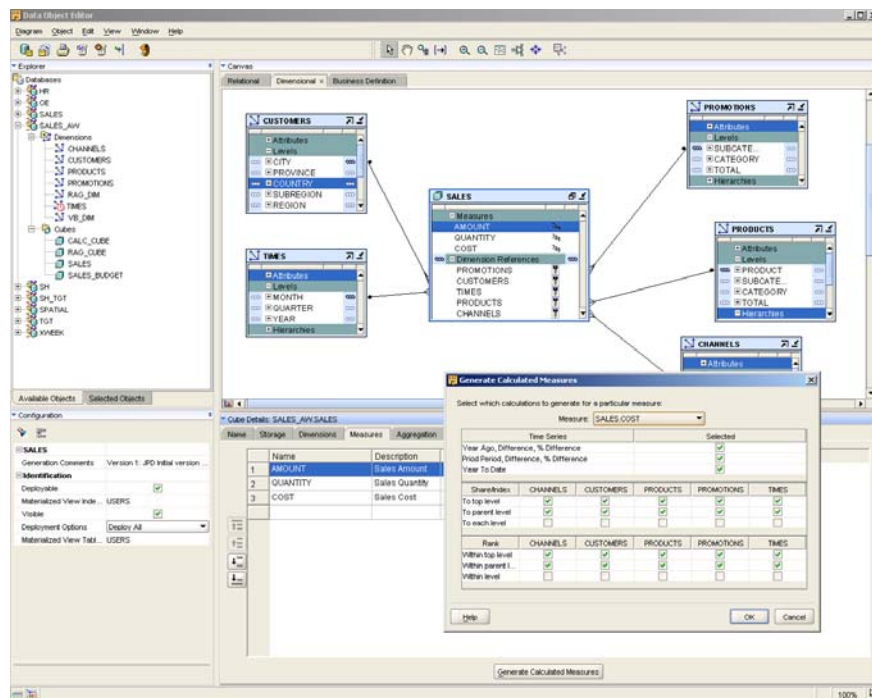 Data Object Editor
Diagram Object Edit View Window Help
Explorer
Databases
HR
OE
SALES
SALES_AW
Dimensions
CHANNELS
CUSTOMERS
PRODUCTS
PROMOTIONS
RAG_DIM
TIMES
VB_DIM
Cubes
CALC_CUBE
RAG_CUBE
SALES
SALES_BUDGET
SH
SH_TGT
SPATIAL
TGT
XWEEK
Available Objects Selected Objects
Canvas
Relational Dimensional Business Definition
CUSTOMERS
Attributes
Levels
CITY
PROVINCE
COUNTRY
SUBREGION
REGION
TIMES
Attributes
Levels
MONTH
QUARTER
YEAR
Hierarchies
SALES
Measures
AMOUNT
QUANTITY
COST
Dimension References
PROMOTIONS
CUSTOMERS
TIMES
PRODUCTS
CHANNELS
PROMOTIONS
Attributes
Levels
SUBCATE...
CATEGORY
TOTAL
Hierarchies
PRODUCTS
Attributes
Levels
PRODUCT
SUBCATE...
CATEGORY
TOTAL
Hierarchies
CHANNELS
Attributes
Configuration
SALES
Generation Comments Version 1: JPD Initial version ...
Identification
Deployable
Materialized View Inde... USERS
Visible
Deployment Options Deploy All
Materialized View Tabl... USERS
Cube Details: SALES_AW.SALES
Name Storage Dimensions Measures Aggregation
Name Description
1 AMOUNT Sales Amount
2 QUANTITY Sales Quantity
3 COST Sales Cost
Generate Calculated Measures
Generate Calculated Measures
Select which calculations to generate for a particular measure:
Measure: SALES.COST
Time Series Selected
Year Ago, Difference, % Difference
Priod Period, Difference, % Difference
Year To Date
Share/Index CHANNELS CUSTOMERS PRODUCTS PROMOTIONS TIMES
To top level
To parent level
To each level
Rank CHANNELS CUSTOMERS PRODUCTS PROMOTIONS TIMES
Within top level
Within parent l...
Within level
Help OK Cancel
100%